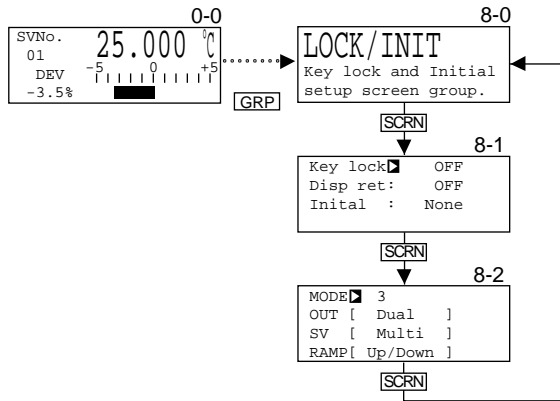 0-0
SVNo.
01
25.000 ℃
DEV
-3.5%
-5 0 +5
GRP
8-0
LOCK/INIT
Key lock and Initial
setup screen group.
SCRN
8-1
Key lock OFF
Disp ret: OFF
Inital : None
SCRN
8-2
MODE 3
OUT [ Dual ]
SV [ Multi ]
RAMP[ Up/Down ]
SCRN